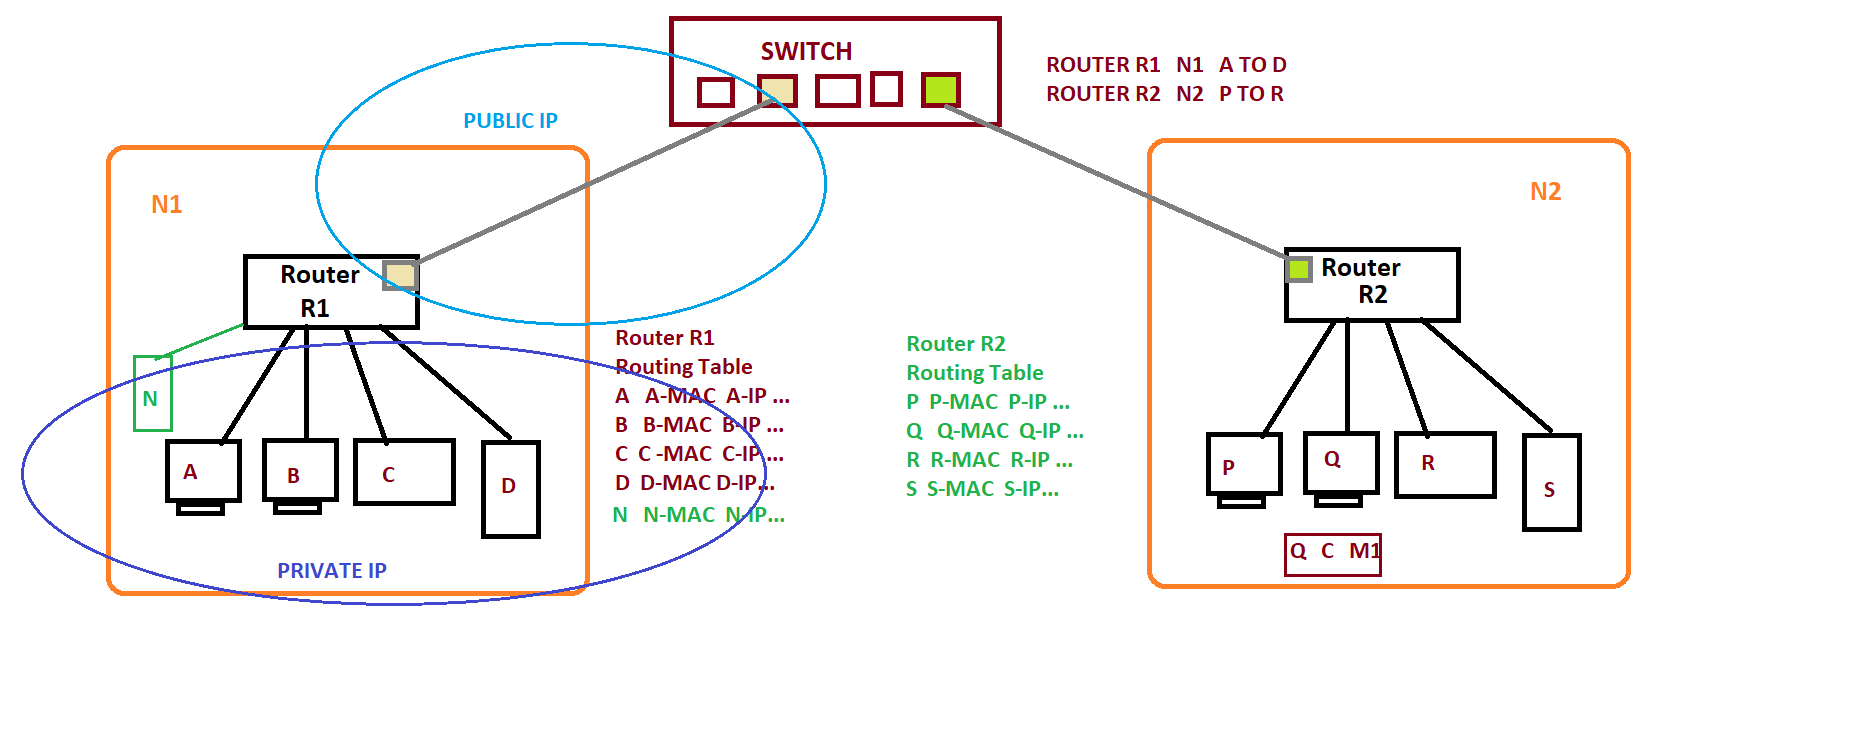 SWITCH
ROUTER R1 N1 A TO D
ROUTER R2 N2 P TO R
PUBLIC IP
N1
N2
Router
R1
Router
R2
Router R1
Routing Table
A A-MAC A-IP ...
B B-MAC B-IP ...
C C -MAC C-IP ...
D D-MAC D-IP...
N N-MAC N-IP...
Router R2
Routing Table
P P-MAC P-IP ...
Q Q-MAC Q-IP ...
R R-MAC R-IP ...
S S-MAC S-IP...
N
A
B
C
D
P
Q
R
S
Q C M1
PRIVATE IP